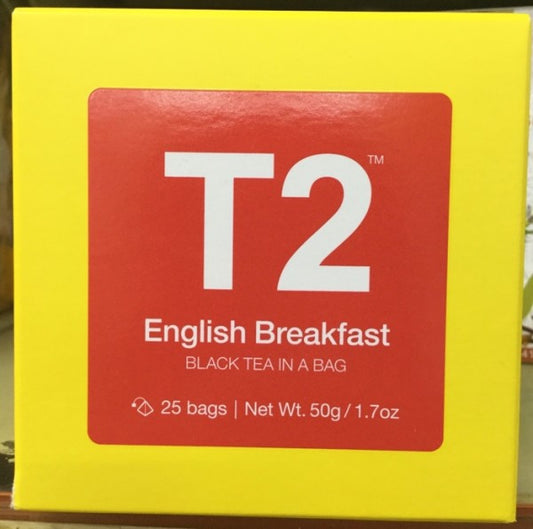 T2™
English Breakfast
BLACK TEA IN A BAG
25 bags | Net Wt. 50g / 1.7oz